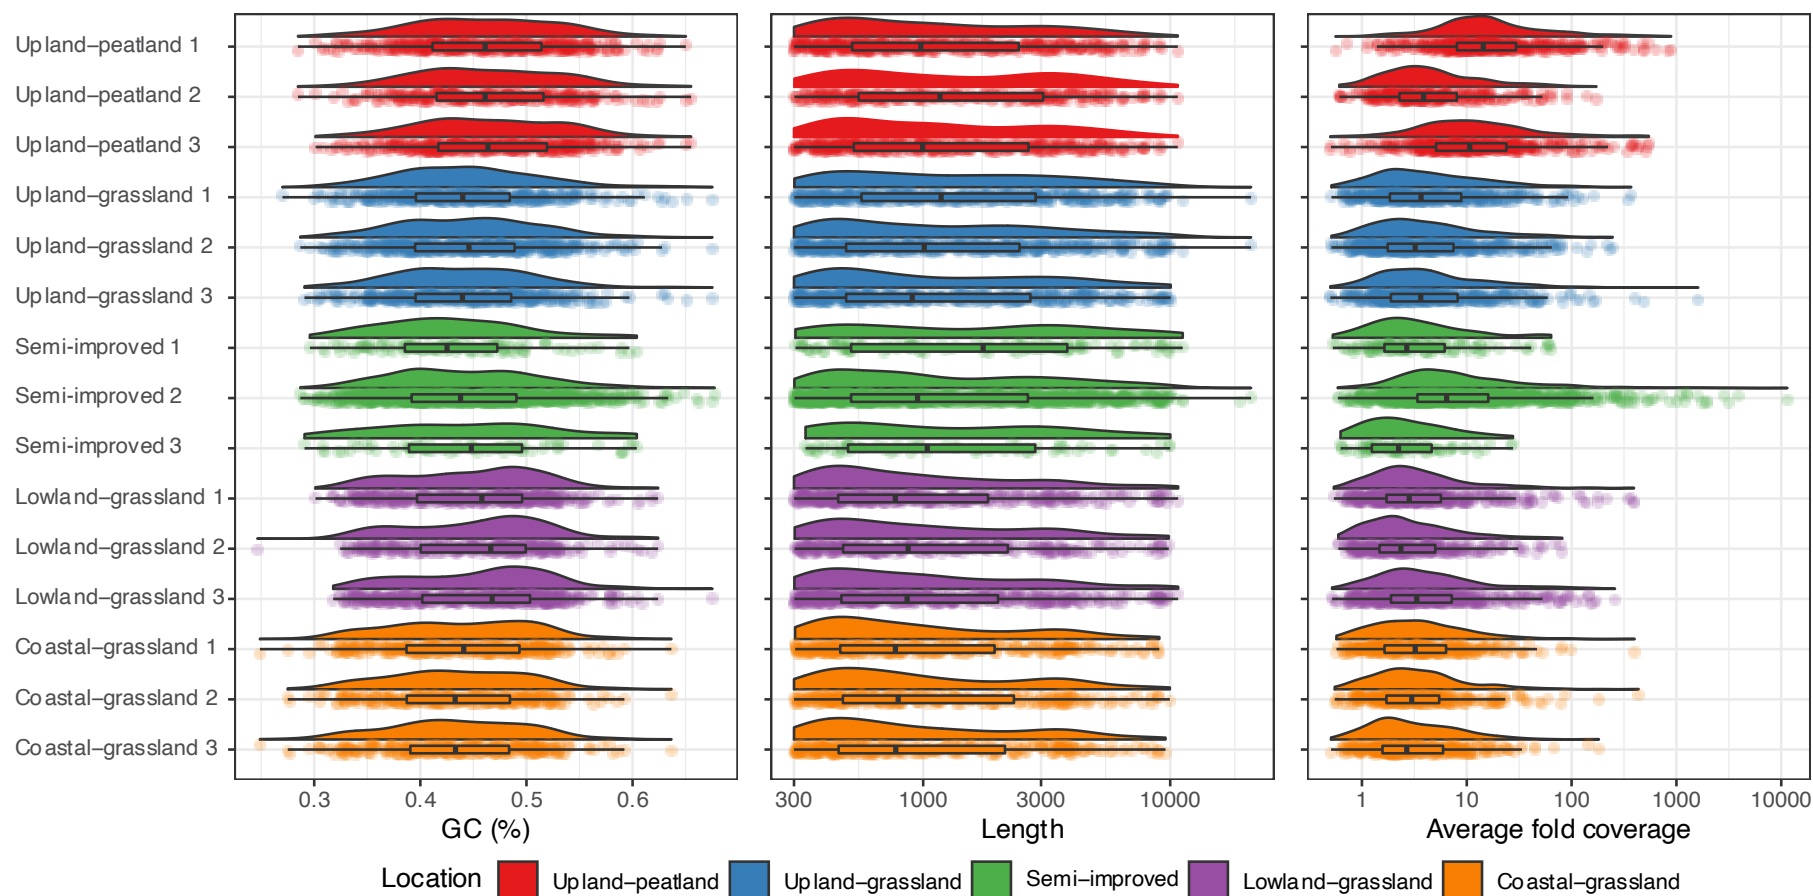 Upland–peatland 1
Upland–peatland 2
Upland–peatland 3
Upland–grassland 1
Upland–grassland 2
Upland–grassland 3
Semi-improved 1
Semi-improved 2
Semi-improved 3
Lowland–grassland 1
Lowland–grassland 2
Lowland–grassland 3
Coastal–grassland 1
Coastal–grassland 2
Coastal–grassland 3
0.3 0.4 0.5 0.6
GC (%)
300 1000 3000 10000
Length
1 10 100 1000 10000
Average fold coverage
Location Upland–peatland Upland–grassland Semi–improved Lowland–grassland Coastal–grassland